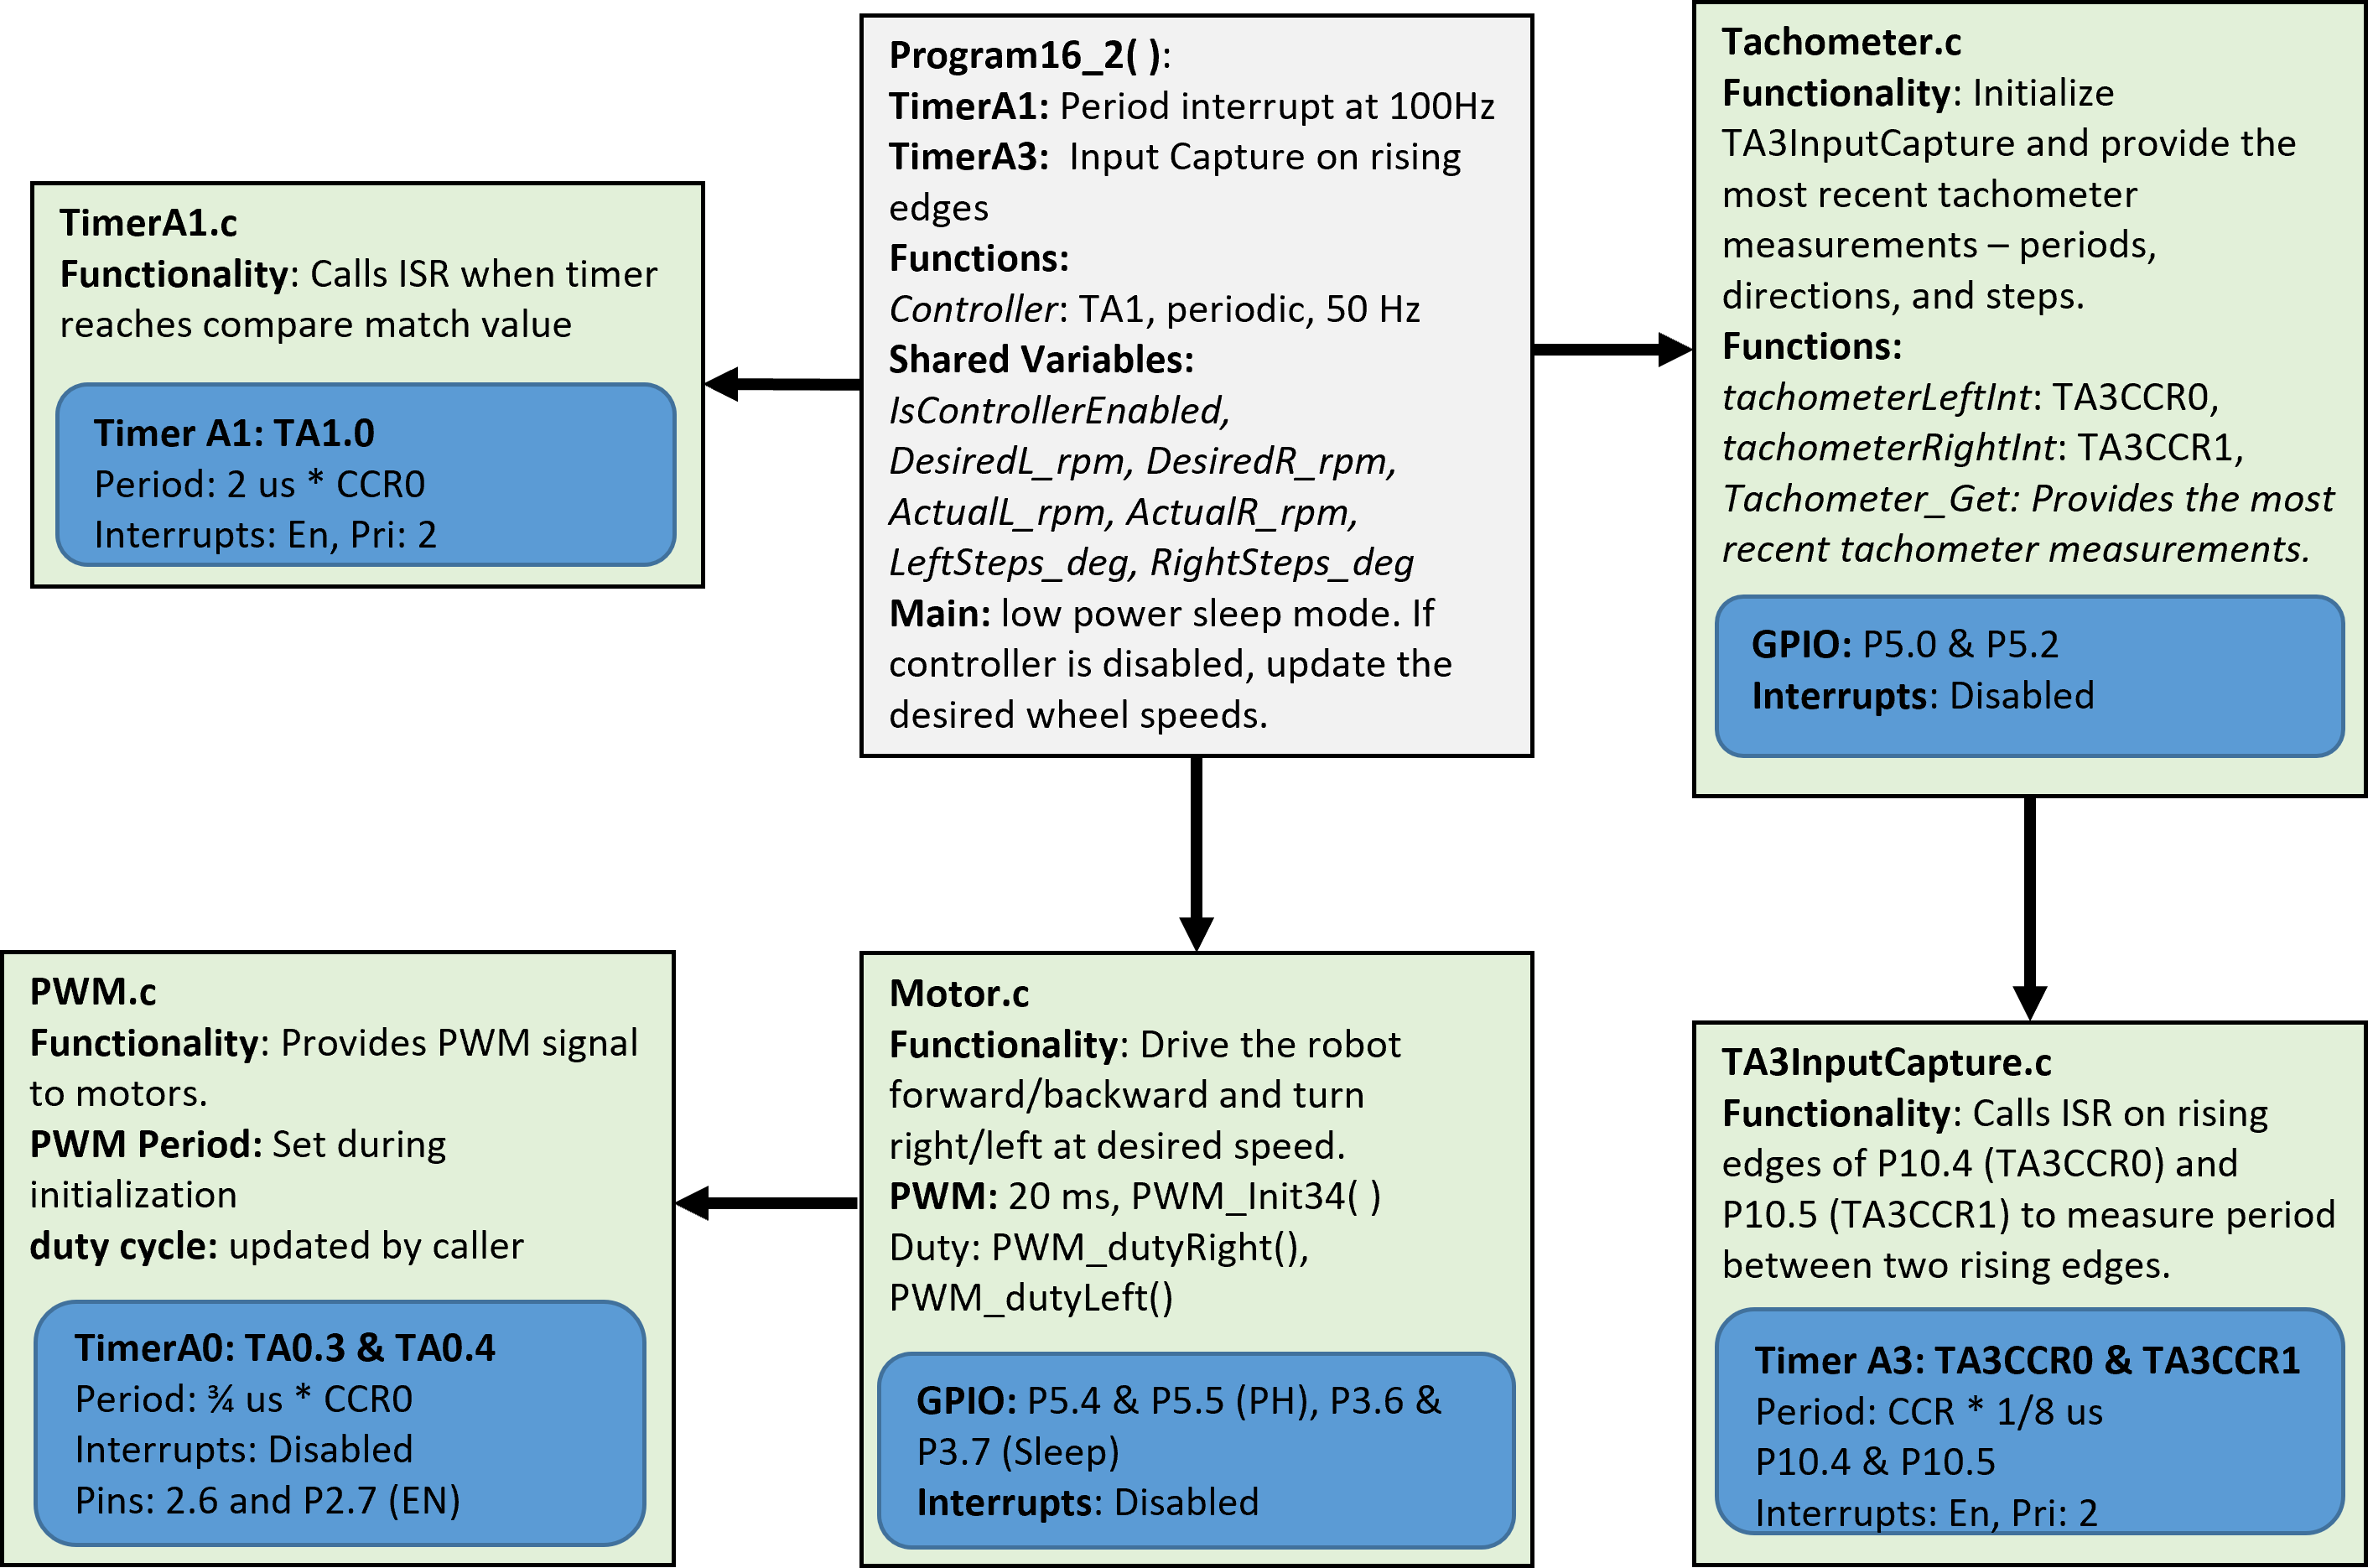 Program16_2( ):
TimerA1: Period interrupt at 100Hz
TimerA3:  Input Capture on rising
edges
Functions:
Controller: TA1, periodic, 50 Hz
Shared Variables:
IsControllerEnabled,
DesiredL_rpm, DesiredR_rpm,
ActualL_rpm, ActualR_rpm,
LeftSteps_deg, RightSteps_deg
Main: low power sleep mode. If
controller is disabled, update the
desired wheel speeds.
TimerA1.c
Functionality: Calls ISR when timer
reaches compare match value
Timer A1: TA1.0
Period: 2 us * CCR0
Interrupts: En, Pri: 2
Tachometer.c
Functionality: Initialize
TA3InputCapture and provide the
most recent tachometer
measurements – periods,
directions, and steps.
Functions:
tachometerLeftInt: TA3CCR0,
tachometerRightInt: TA3CCR1,
Tachometer_Get: Provides the most
recent tachometer measurements.
GPIO: P5.0 & P5.2
Interrupts: Disabled
PWM.c
Functionality: Provides PWM signal
to motors.
PWM Period: Set during
initialization
duty cycle: updated by caller
TimerA0: TA0.3 & TA0.4
Period: ¾ us * CCR0
Interrupts: Disabled
Pins: 2.6 and P2.7 (EN)
Motor.c
Functionality: Drive the robot
forward/backward and turn
right/left at desired speed.
PWM: 20 ms, PWM_Init34( )
Duty: PWM_dutyRight(),
PWM_dutyLeft()
GPIO: P5.4 & P5.5 (PH), P3.6 &
P3.7 (Sleep)
Interrupts: Disabled
TA3InputCapture.c
Functionality: Calls ISR on rising
edges of P10.4 (TA3CCR0) and
P10.5 (TA3CCR1) to measure period
between two rising edges.
Timer A3: TA3CCR0 & TA3CCR1
Period: CCR * 1/8 us
P10.4 & P10.5
Interrupts: En, Pri: 2